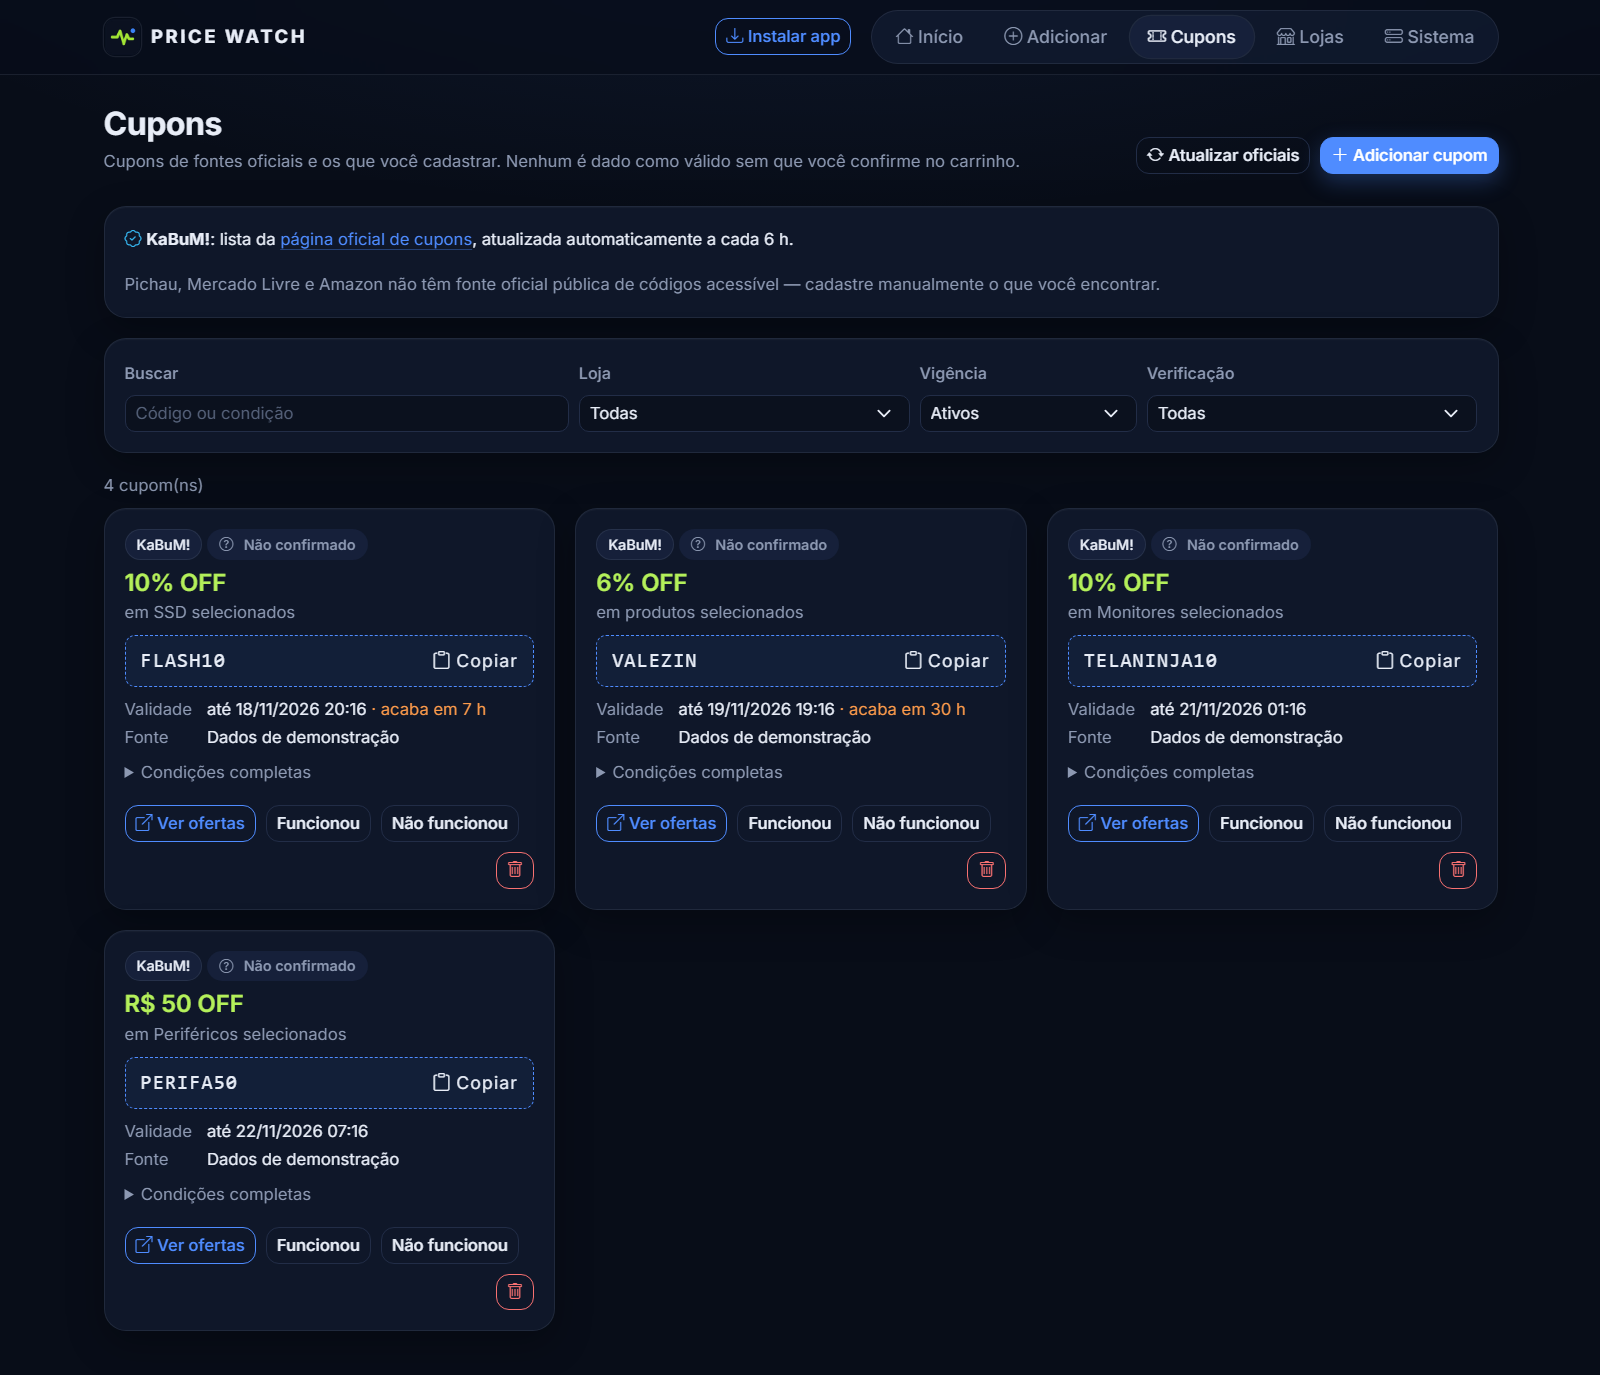 PRICE WATCH
Instalar app
Início
Adicionar
Cupons
Lojas
Sistema
Cupons
Cupons de fontes oficiais e os que você cadastrar. Nenhum é dado como válido sem que você confirme no carrinho.
Atualizar oficiais
Adicionar cupom
KaBuM!: lista da página oficial de cupons, atualizada automaticamente a cada 6 h.
Pichau, Mercado Livre e Amazon não têm fonte oficial pública de códigos acessível — cadastre manualmente o que você encontrar.
Buscar
Código ou condição
Loja
Todas
Vigência
Ativos
Verificação
Todas
4 cupom(ns)
KaBuM!
Não confirmado
10% OFF
em SSD selecionados
FLASH10
Copiar
Validade até 18/11/2026 20:16 · acaba em 7 h
Fonte Dados de demonstração
Condições completas
Ver ofertas
Funcionou
Não funcionou
KaBuM!
Não confirmado
6% OFF
em produtos selecionados
VALEZIN
Copiar
Validade até 19/11/2026 19:16 · acaba em 30 h
Fonte Dados de demonstração
Condições completas
Ver ofertas
Funcionou
Não funcionou
KaBuM!
Não confirmado
10% OFF
em Monitores selecionados
TELANINJA10
Copiar
Validade até 21/11/2026 01:16
Fonte Dados de demonstração
Condições completas
Ver ofertas
Funcionou
Não funcionou
KaBuM!
Não confirmado
R$ 50 OFF
em Periféricos selecionados
PERIFA50
Copiar
Validade até 22/11/2026 07:16
Fonte Dados de demonstração
Condições completas
Ver ofertas
Funcionou
Não funcionou